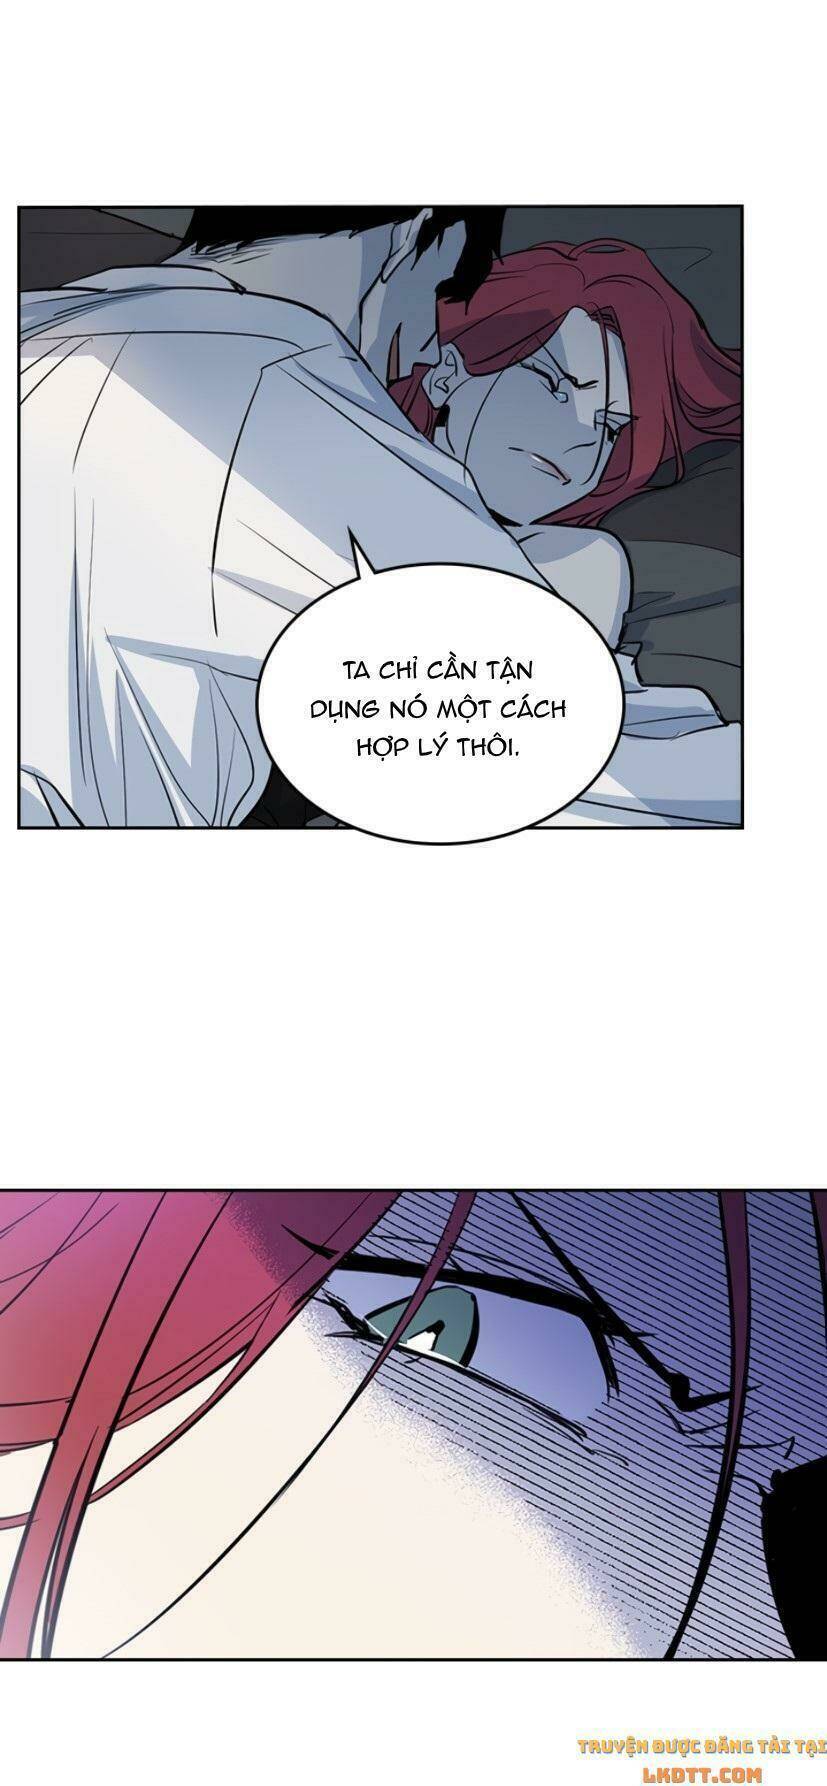 TA CHỈ CẦN TẬN
DỤNG NÓ MỘT CÁCH
HỢP LÝ THÔI.
TRUYỆN ĐƯỢC ĐĂNG TẢI TẠI
LKDTT.COM